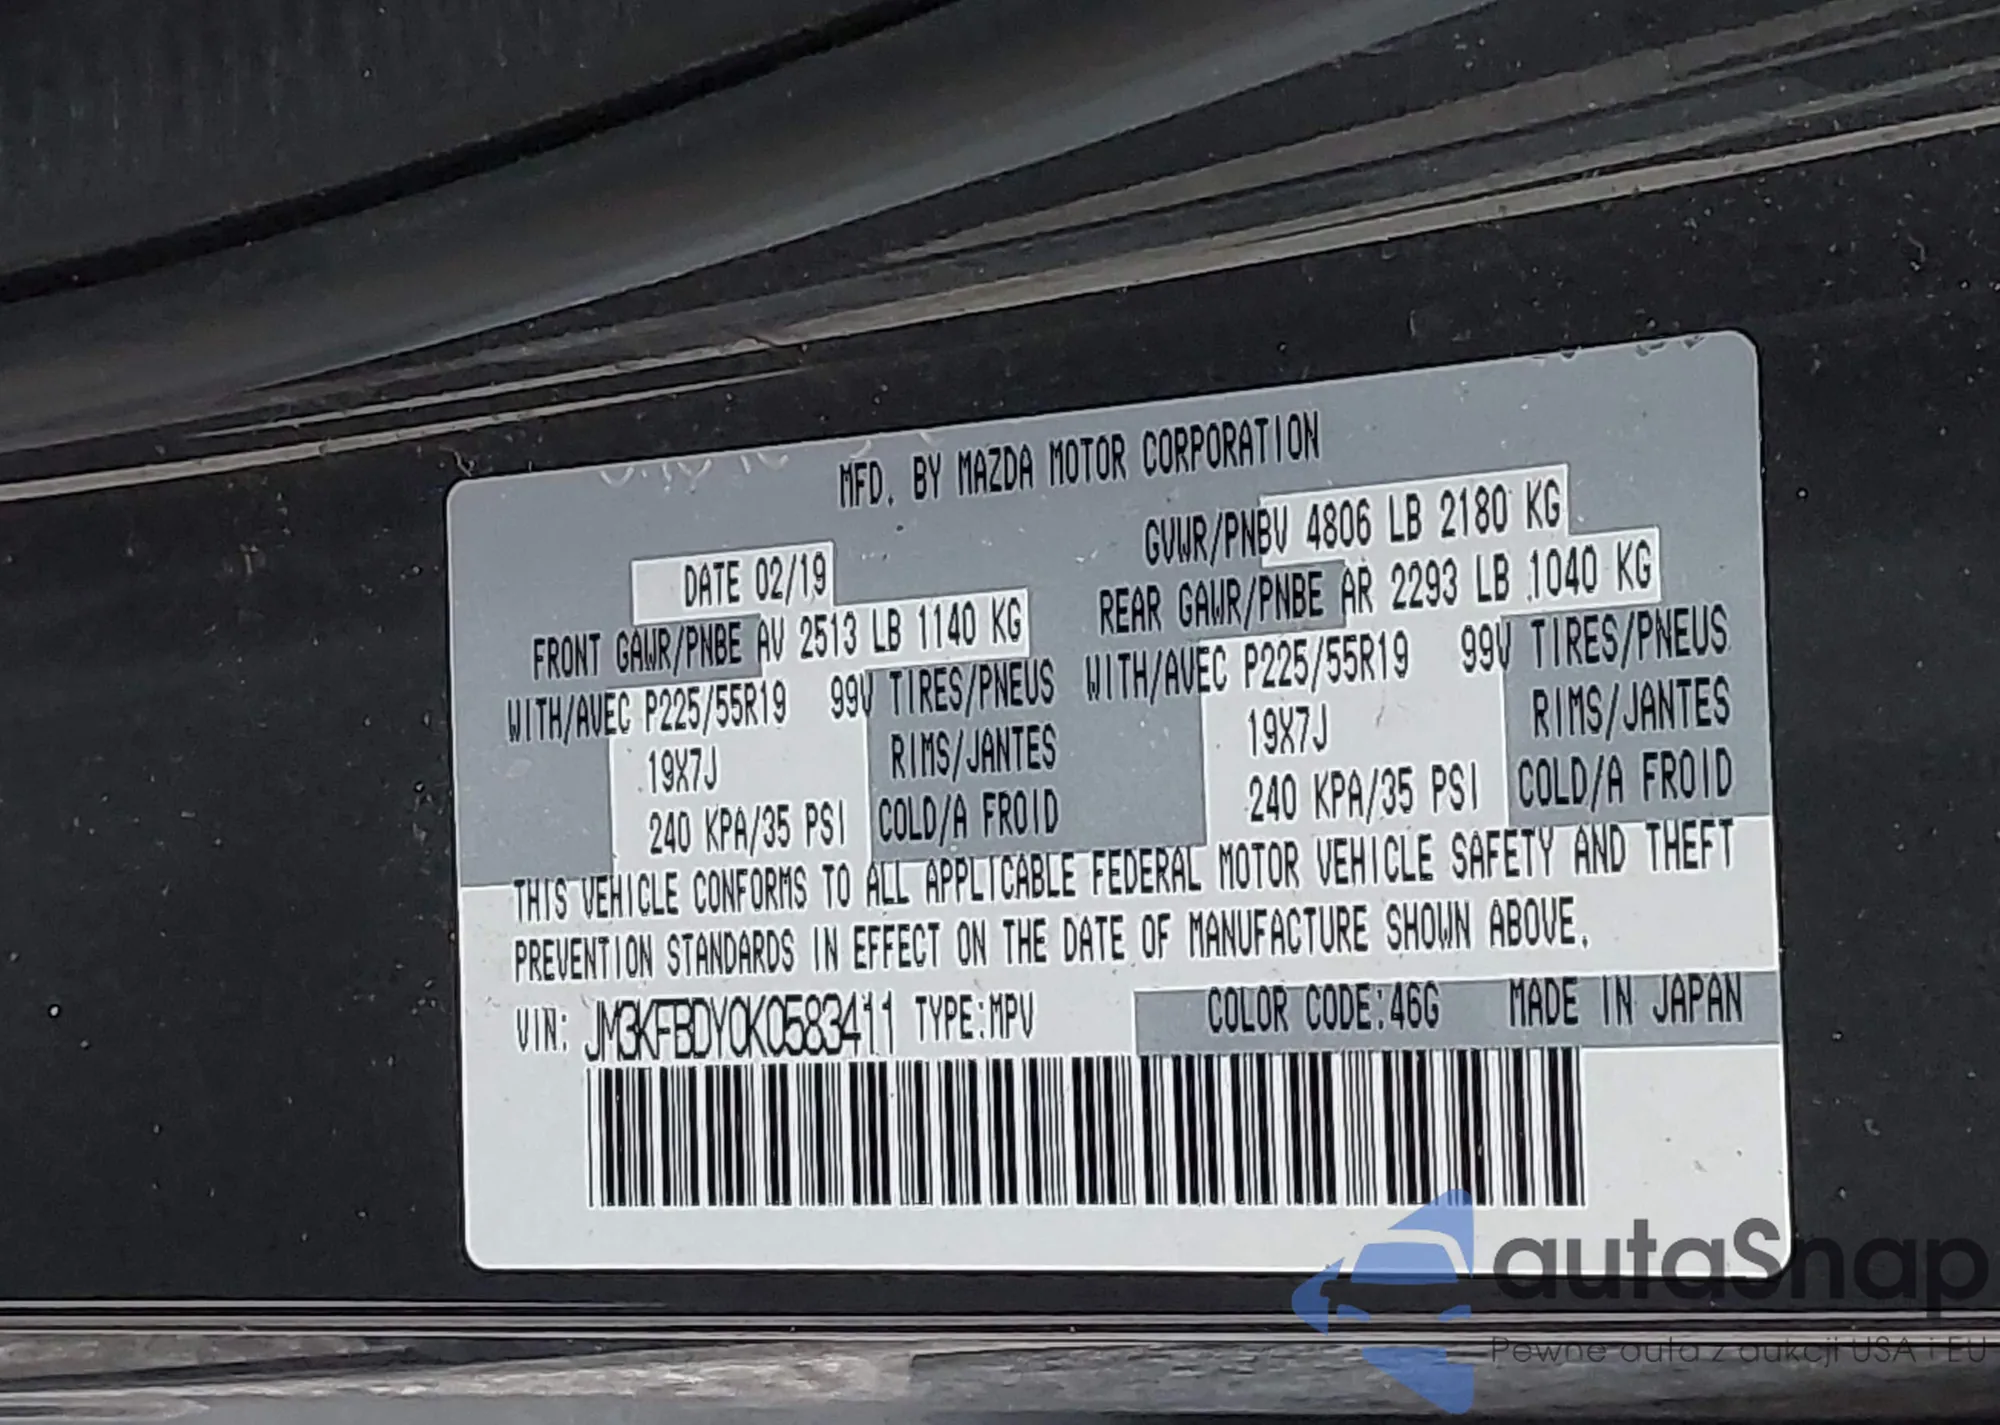 MFD. BY MAZDA MOTOR CORPORATION
DATE 02/19
GVWR/PNBV 4806 LB 2180 KG
FRONT GAWR/PNBE AV 2513 LB 1140 KG
REAR GAWR/PNBE AR 2293 LB 1040 KG
WITH/AVEC P225/55R19 99V TIRES/PNEUS
WITH/AVEC P225/55R19 99V TIRES/PNEUS
19X7J RIMS/JANTES
19X7J RIMS/JANTES
240 KPA/35 PSI COLD/A FROID
240 KPA/35 PSI COLD/A FROID
THIS VEHICLE CONFORMS TO ALL APPLICABLE FEDERAL MOTOR VEHICLE SAFETY AND THEFT
PREVENTION STANDARDS IN EFFECT ON THE DATE OF MANUFACTURE SHOWN ABOVE.
VIN: JM3KFBDY0K0583411 TYPE:MPV COLOR CODE:46G MADE IN JAPAN
autaSnap
Pewne auta z aukcji USA i EU